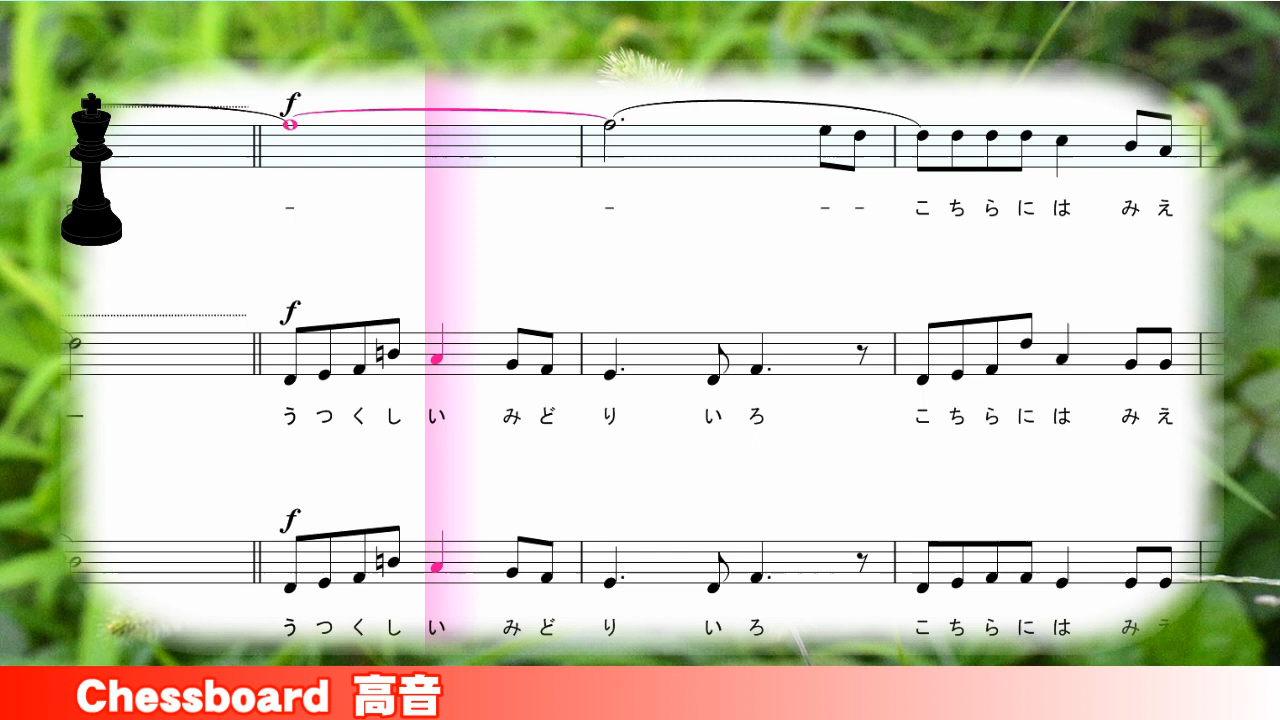 f
- - - - こちらにはみえ
f
うつくしいみどりいろ こちらにはみえ
f
うつくしいみどりいろ こちらにはみえ
Chessboard 高音